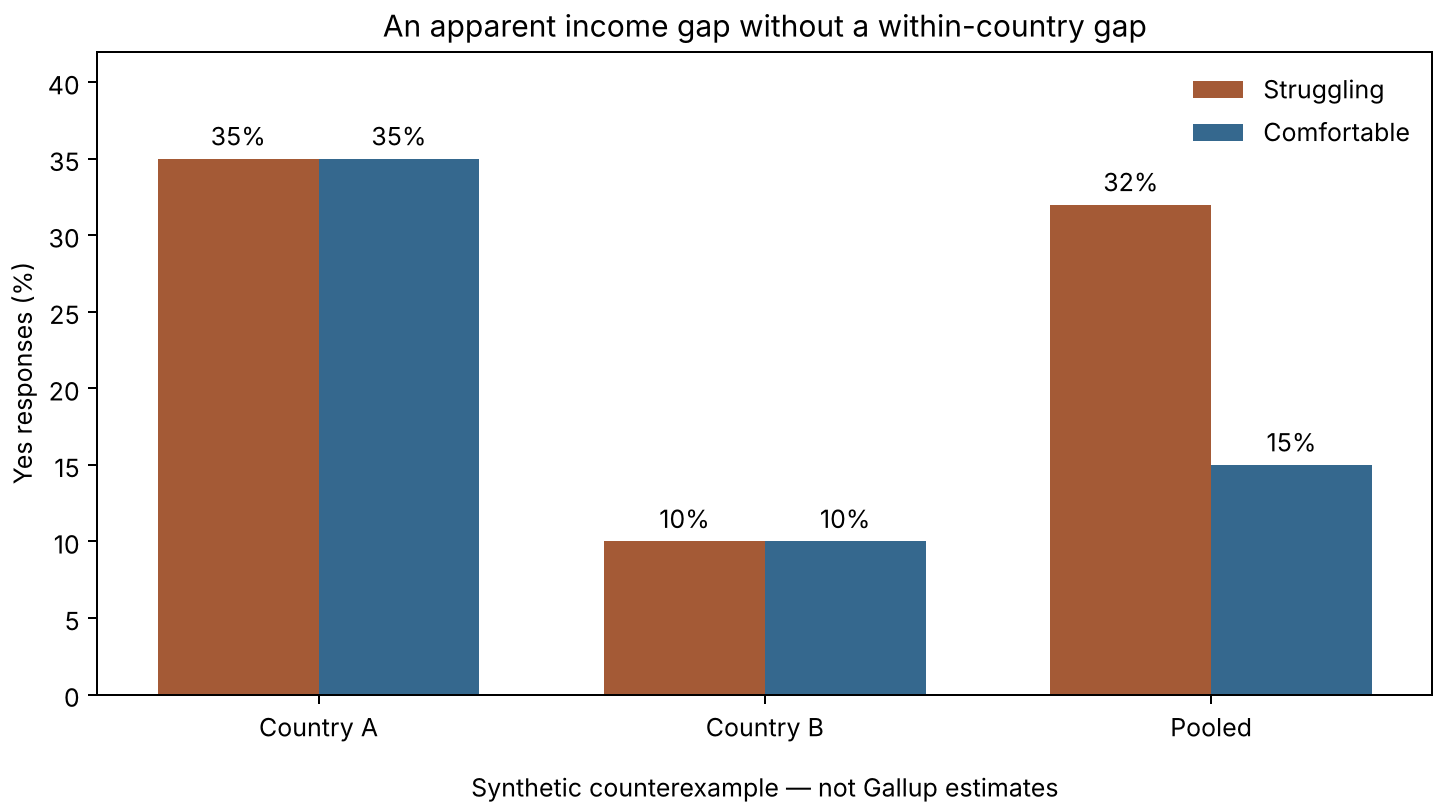 An apparent income gap without a within-country gap
Yes responses (%)
40
35
30
25
20
15
10
5
0
Struggling
Comfortable
35%
35%
10%
10%
32%
15%
Country A
Country B
Pooled
Synthetic counterexample — not Gallup estimates